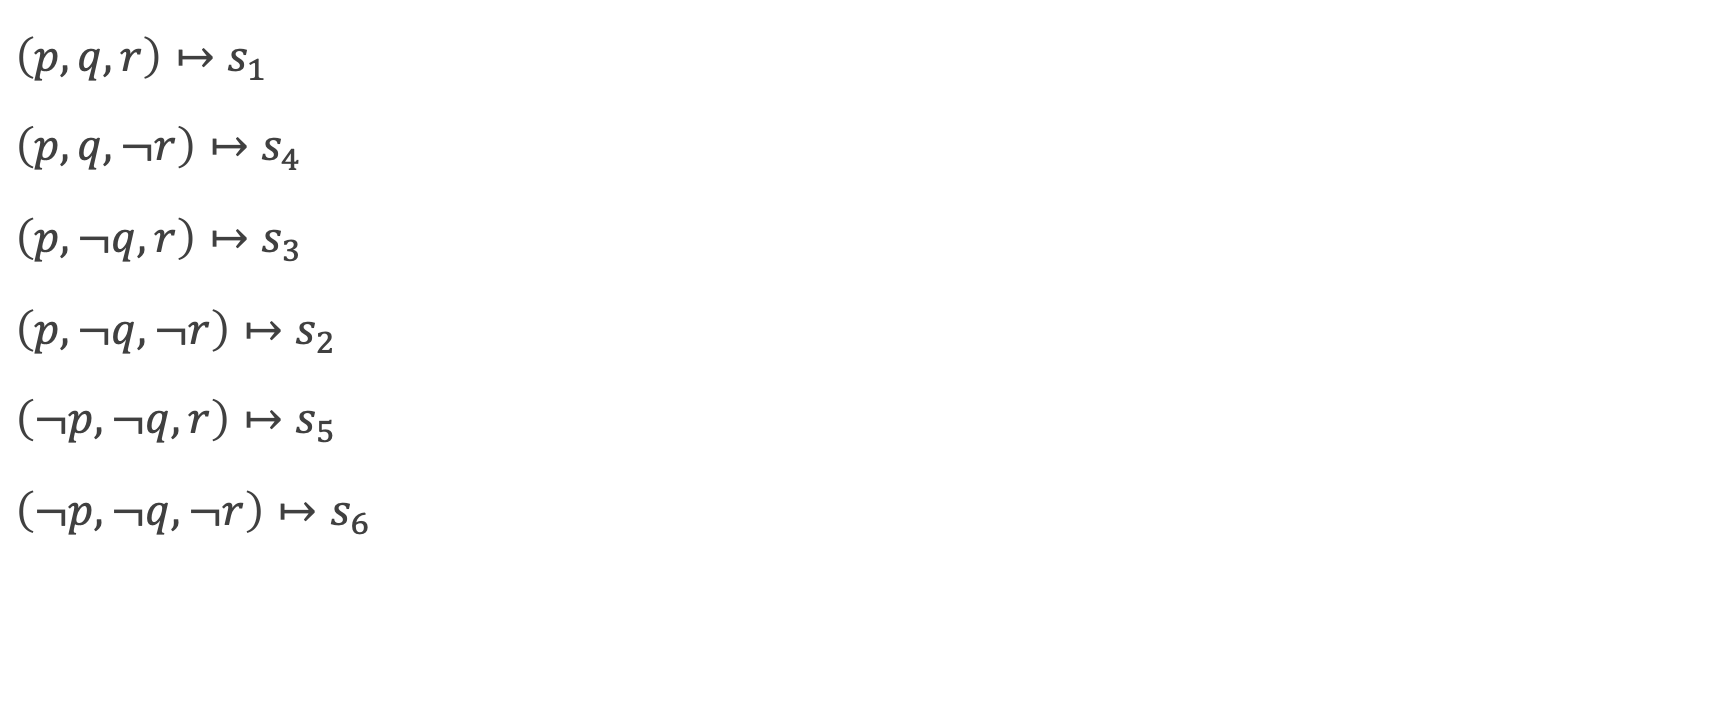 (p, q, r) ↦ s₁
(p, q, ¬r) ↦ s₄
(p, ¬q, r) ↦ s₃
(p, ¬q, ¬r) ↦ s₂
(¬p, ¬q, r) ↦ s₅
(¬p, ¬q, ¬r) ↦ s₆